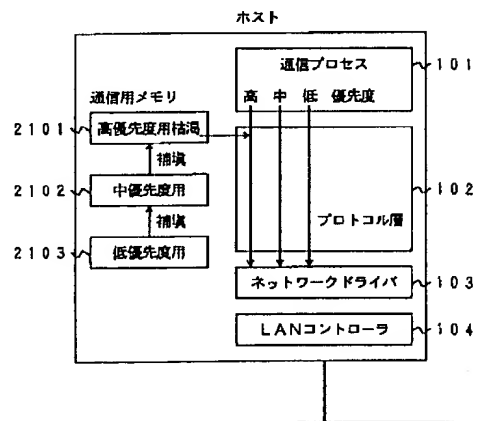 ホスト
通信プロセス
101
高 中 低 優先度
通信用メモリ
2101
高優先度用枯渇
補填
2102
中優先度用
102
補填
プロトコル層
2103
低優先度用
ネットワークドライバ
103
LANコントローラ
104